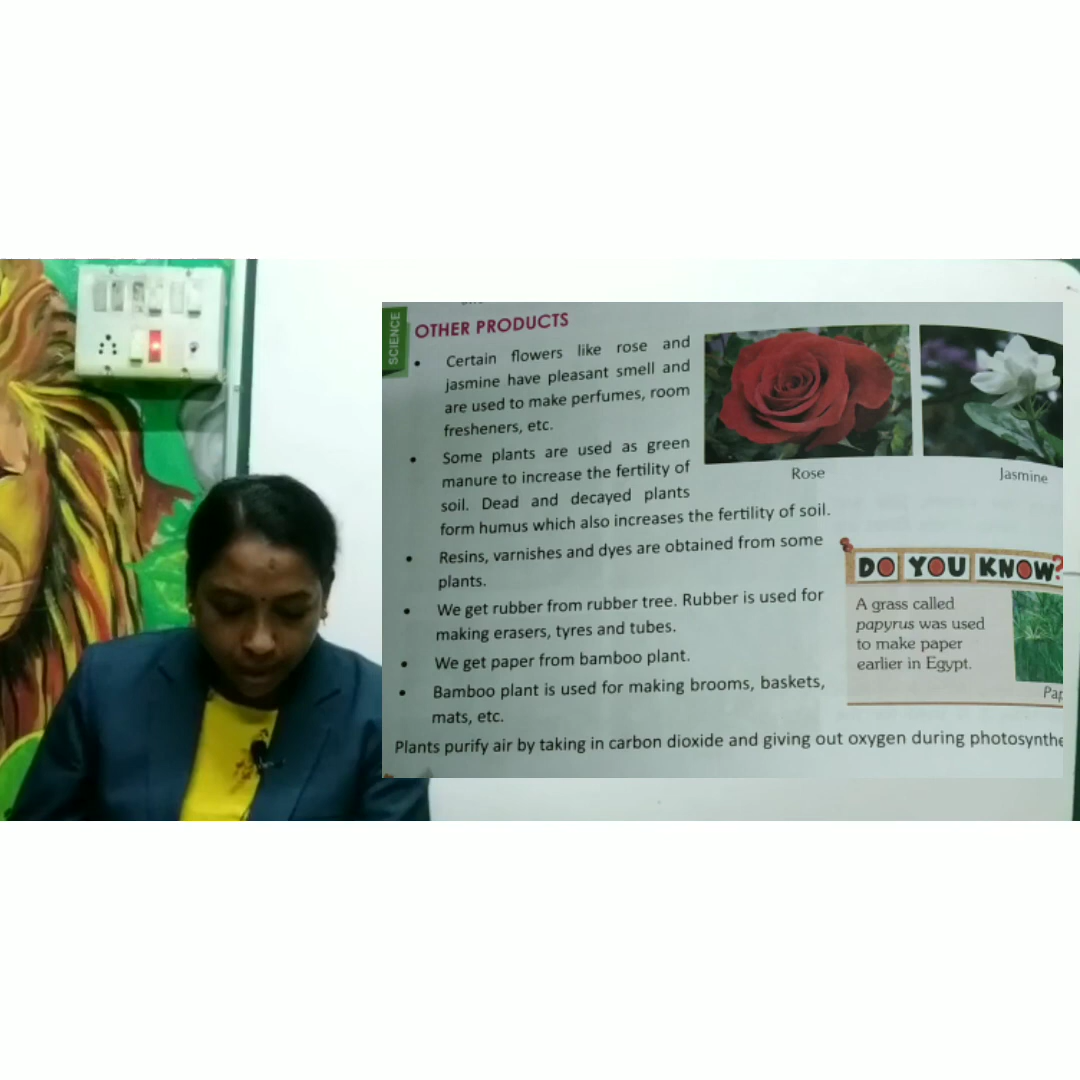 SCIENCE
OTHER PRODUCTS
• Certain flowers like rose and
jasmine have pleasant smell and
are used to make perfumes, room
fresheners, etc.
• Some plants are used as green
manure to increase the fertility of
soil. Dead and decayed plants
form humus which also increases the fertility of soil.
• Resins, varnishes and dyes are obtained from some
plants.
• We get rubber from rubber tree. Rubber is used for
making erasers, tyres and tubes.
• We get paper from bamboo plant.
• Bamboo plant is used for making brooms, baskets,
mats, etc.
Plants purify air by taking in carbon dioxide and giving out oxygen during photosynthe
Rose
Jasmine
DO YOU KNOW?
A grass called
papyrus was used
to make paper
earlier in Egypt.
Pap